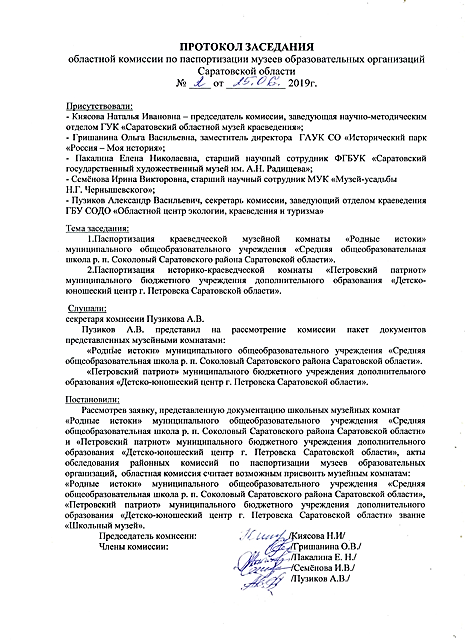 ПРОТОКОЛ ЗАСЕДАНИЯ
областной комиссии по паспортизации музеев образовательных организаций
Саратовской области
№ 2 от 15.06. 2019г.
Присутствовали:
- Киясова Наталья Ивановна – председатель комиссии, заведующая научно-методическим
отделом ГУК «Саратовский областной музей краеведения»;
- Гришанина Ольга Васильевна, заместитель директора ГАУК СО «Исторический парк
«Россия – Моя история»;
- Пакалина Елена Николаевна, старший научный сотрудник ФГБУК «Саратовский
государственный художественный музей им. А.Н. Радищева»;
- Семёнова Ирина Викторовна, старший научный сотрудник МУК «Музей-усадьбы
Н.Г. Чернышевского»;
- Пузиков Александр Васильевич, секретарь комиссии, заведующий отделом краеведения
ГБУ СОДО «Областной центр экологии, краеведения и туризма»
Тема заседания:
1.Паспортизация краеведческой музейной комнаты «Родные истоки»
муниципального общеобразовательного учреждения «Средняя общеобразовательная
школа р. п. Соколовый Саратовского района Саратовской области».
2.Паспортизация историко-краеведческой комнаты «Петровский патриот»
муниципального бюджетного учреждения дополнительного образования «Детско-
юношеский центр г. Петровска Саратовской области».
Слушали:
секретаря комиссии Пузикова А.В.
Пузиков А.В. представил на рассмотрение комиссии пакет документов
представленных музейными комнатами:
«Родные истоки» муниципального общеобразовательного учреждения «Средняя
общеобразовательная школа р. п. Соколовый Саратовского района Саратовской области».
«Петровский патриот» муниципального бюджетного учреждения дополнительного
образования «Детско-юношеский центр г. Петровска Саратовской области».
Постановили:
Рассмотрев заявку, представленную документацию школьных музейных комнат
«Родные истоки» муниципального общеобразовательного учреждения «Средняя
общеобразовательная школа р. п. Соколовый Саратовского района Саратовской области»
и «Петровский патриот» муниципального бюджетного учреждения дополнительного
образования «Детско-юношеский центр г. Петровска Саратовской области», акты
обследования районных комиссий по паспортизации музеев образовательных
организаций, областная комиссия считает возможным присвоить музейным комнатам:
«Родные истоки» муниципального общеобразовательного учреждения «Средняя
общеобразовательная школа р. п. Соколовый Саратовского района Саратовской области»,
«Петровский патриот» муниципального бюджетного учреждения дополнительного
образования «Детско-юношеский центр г. Петровска Саратовской области» звание
«Школьный музей».
Председатель комиссии: /Киясова Н.И/
Члены комиссии: /Гришанина О.В./
/Пакалина Е. Н./
/Семёнова И.В./
/Пузиков А.В./